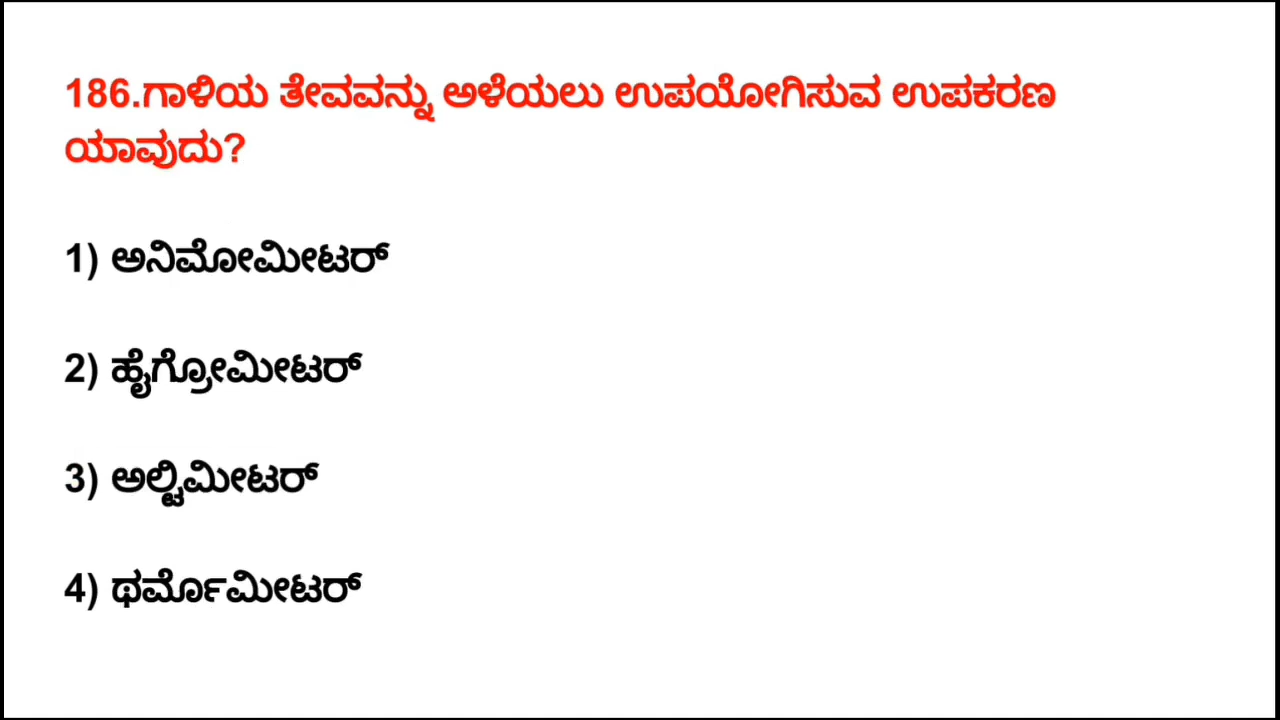 186.ಗಾಳಿಯ ತೇವವನ್ನು ಅಳೆಯಲು ಉಪಯೋಗಿಸುವ ಉಪಕರಣ
ಯಾವುದು?
1) ಅನಿಮೋಮೀಟರ್
2) ಹೈಗ್ರೋಮೀಟರ್
3) ಅಲ್ಟಿಮೀಟರ್
4) ಥರ್ಮೊಮೀಟರ್